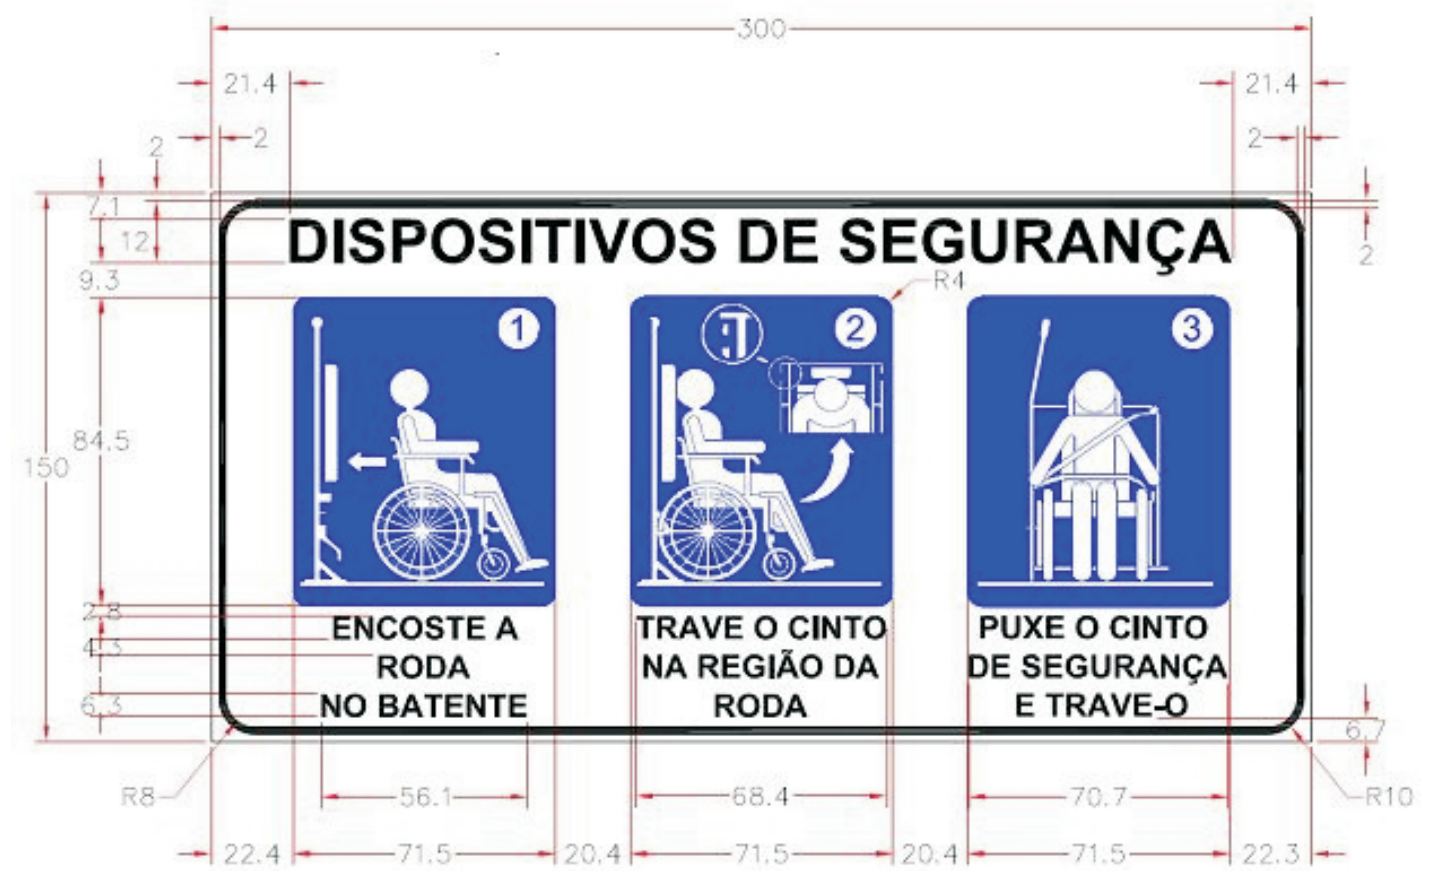 300
21.4
21.4
2
2
2
7.1
12
2
DISPOSITIVOS DE SEGURANÇA
9.3
R4
1
2
3
84.5
150
2.8
ENCOSTE A
RODA
NO BATENTE
TRAVE O CINTO
NA REGIÃO DA
RODA
PUXE O CINTO
DE SEGURANÇA
E TRAVE-O
4.3
6.3
6.7
R8
56.1
68.4
70.7
R10
22.4
71.5
20.4
71.5
20.4
71.5
22.3